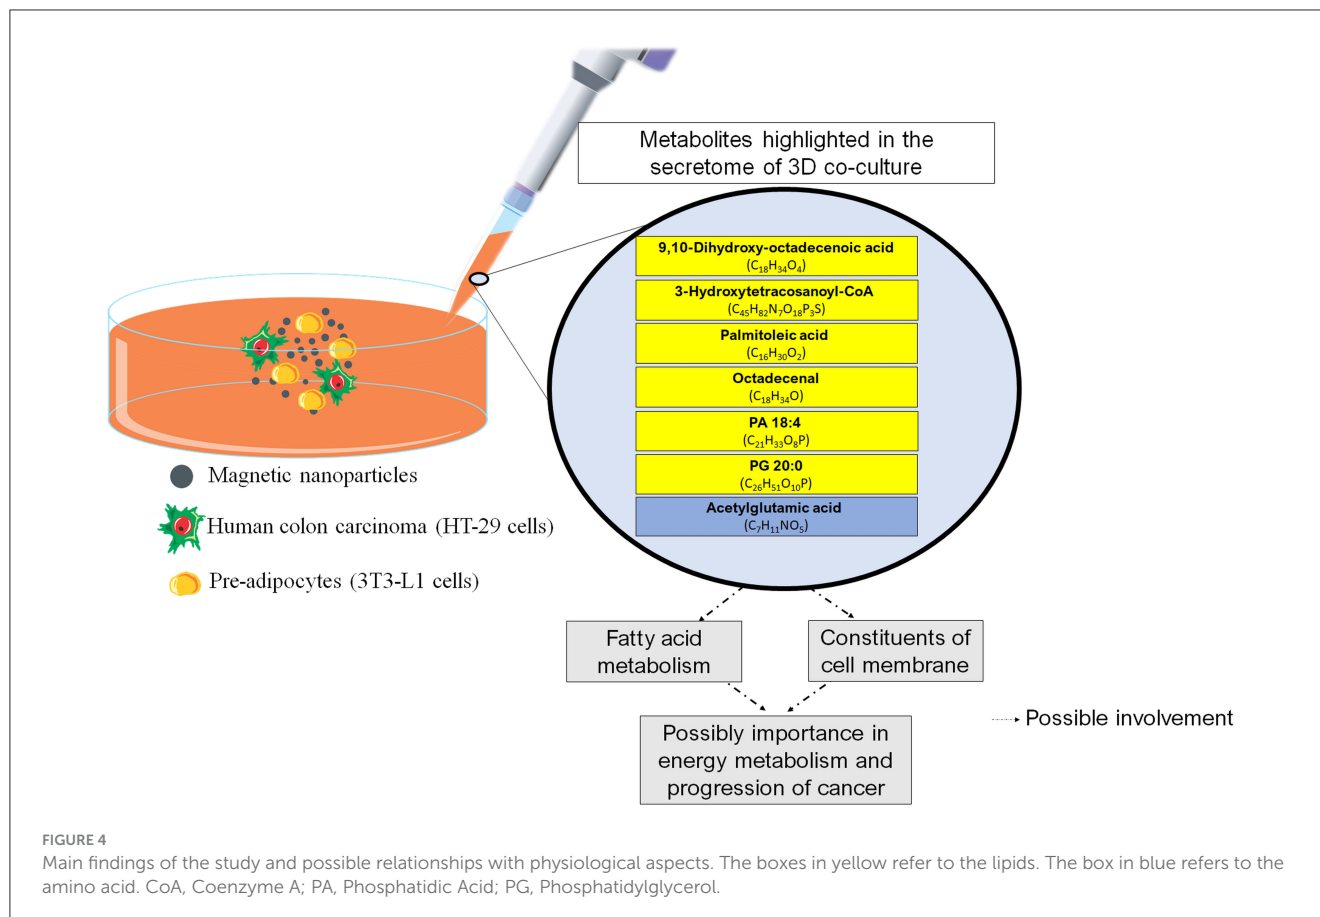 Metabolites highlighted in the
secretome of 3D co-culture
9,10-Dihydroxy-octadecenoic acid
(C₁₈H₃₄O₄)
3-Hydroxytetracosanoyl-CoA
(C₄₅H₈₂N₇O₁₈P₃S)
Palmitoleic acid
(C₁₆H₃₀O₂)
Octadecenal
(C₁₈H₃₄O)
PA 18:4
(C₂₁H₃₃O₈P)
PG 20:0
(C₂₆H₅₁O₁₀P)
Acetylglutamic acid
(C₇H₁₁NO₅)
Magnetic nanoparticles
Human colon carcinoma (HT-29 cells)
Pre-adipocytes (3T3-L1 cells)
Fatty acid
metabolism
Constituents of
cell membrane
Possible involvement
Possibly importance in
energy metabolism and
progression of cancer
FIGURE 4
Main findings of the study and possible relationships with physiological aspects. The boxes in yellow refer to the lipids. The box in blue refers to the
amino acid. CoA, Coenzyme A; PA, Phosphatidic Acid; PG, Phosphatidylglycerol.